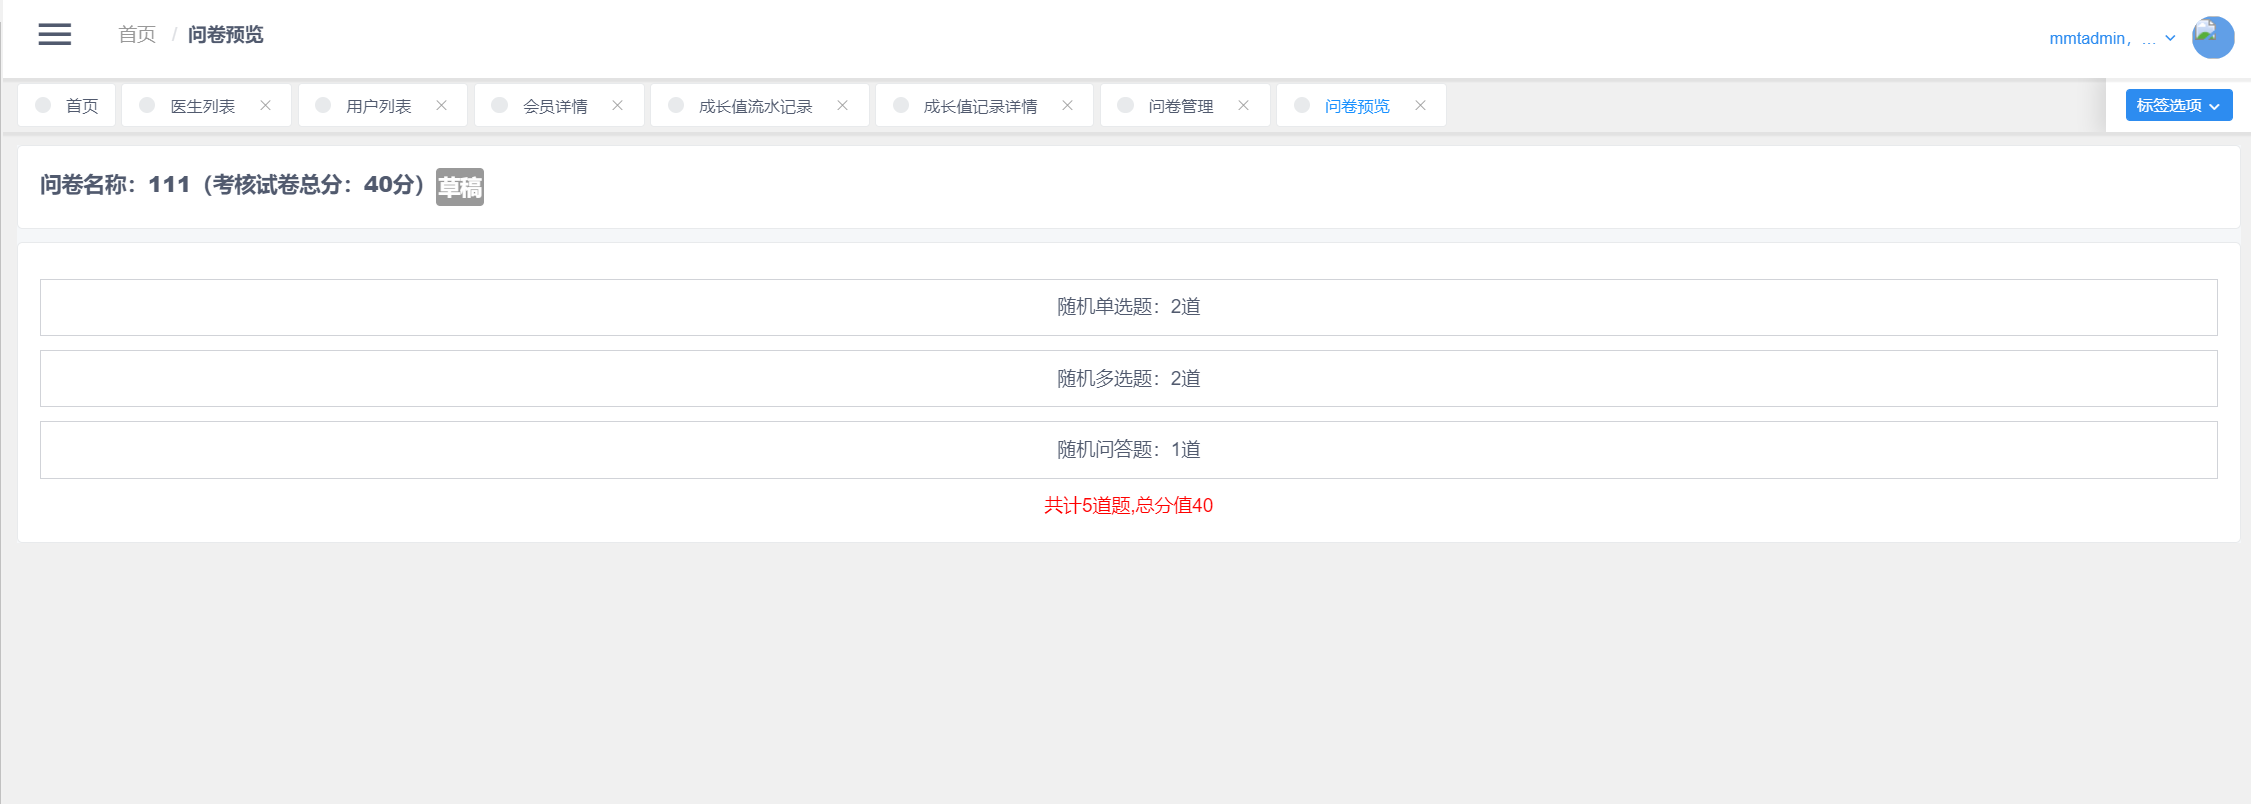 首页 / 问卷预览
mmtadmin，...
首页 医生列表 用户列表 会员详情 成长值流水记录 成长值记录详情 问卷管理 问卷预览 标签选项
问卷名称：111（考核试卷总分：40分） 草稿
随机单选题：2道
随机多选题：2道
随机问答题：1道
共计5道题,总分值40